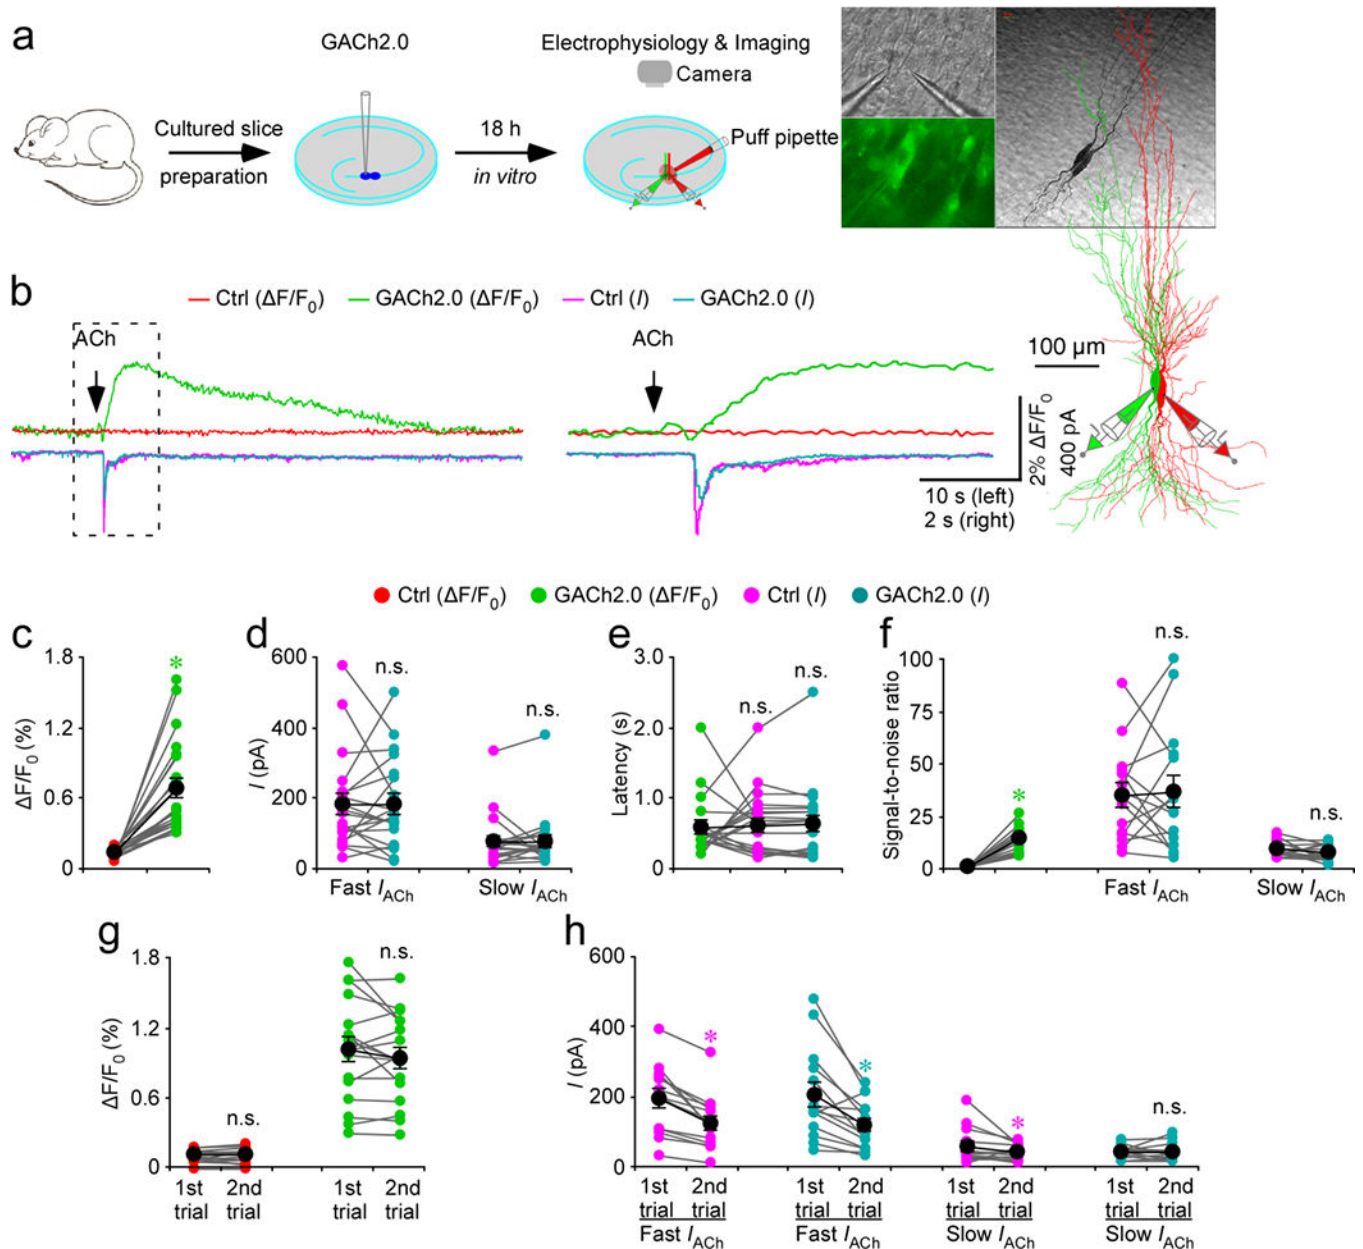 a
GACh2.0
Electrophysiology & Imaging
Camera
Cultured slice
preparation
18 h
in vitro
Puff pipette
b
Ctrl (ΔF/F0) GACh2.0 (ΔF/F0) Ctrl (I) GACh2.0 (I)
ACh
ACh
100 µm
2% ΔF/F0
400 pA
10 s (left)
2 s (right)
Ctrl (ΔF/F0) GACh2.0 (ΔF/F0) Ctrl (I) GACh2.0 (I)
c
ΔF/F0 (%)
1.8
1.2
0.6
0
*
d
I (pA)
600
400
200
0
n.s.
n.s.
Fast IACh Slow IACh
e
Latency (s)
3.0
2.0
1.0
0
n.s.
n.s.
f
Signal-to-noise ratio
100
75
50
25
0
*
n.s.
n.s.
Fast IACh Slow IACh
g
ΔF/F0 (%)
1.8
1.2
0.6
0
n.s.
n.s.
1st 2nd 1st 2nd
trial trial trial trial
h
I (pA)
600
400
200
0
*
*
*
n.s.
1st 2nd 1st 2nd 1st 2nd 1st 2nd
trial trial trial trial trial trial trial trial
Fast IACh Fast IACh Slow IACh Slow IACh